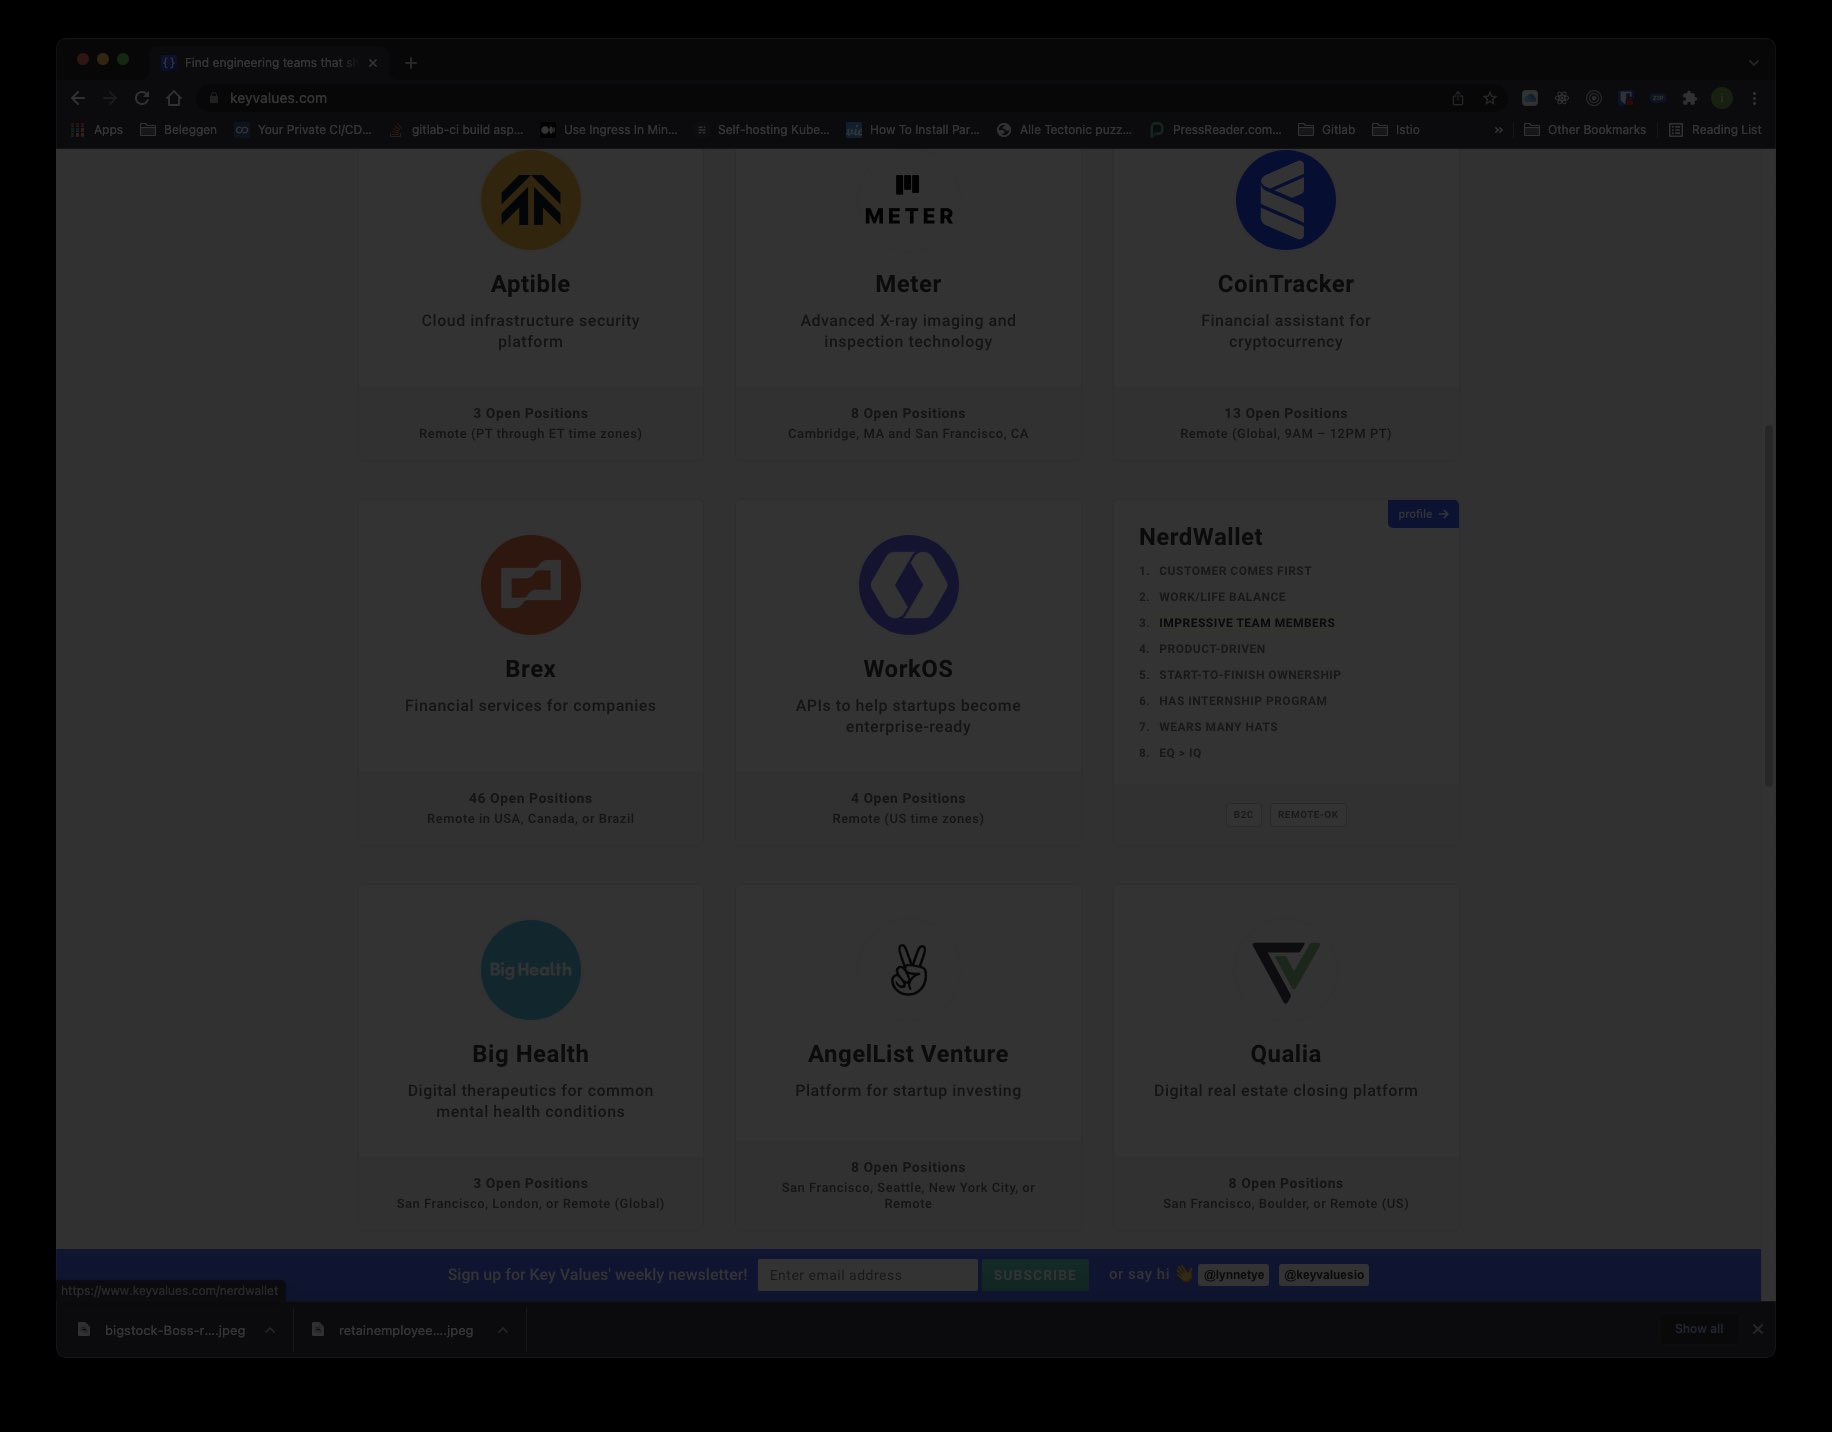 Find engineering teams that sh
keyvalues.com
Apps Beleggen Your Private CI/CD... gitlab-ci build asp... Use Ingress In Min... Self-hosting Kube... How To Install Par... Alle Tectonic puzz... PressReader.com... Gitlab Istio » Other Bookmarks Reading List
METER
Aptible
Cloud infrastructure security
platform
3 Open Positions
Remote (PT through ET time zones)
Meter
Advanced X-ray imaging and
inspection technology
8 Open Positions
Cambridge, MA and San Francisco, CA
CoinTracker
Financial assistant for
cryptocurrency
13 Open Positions
Remote (Global, 9AM – 12PM PT)
Brex
Financial services for companies
46 Open Positions
Remote in USA, Canada, or Brazil
WorkOS
APIs to help startups become
enterprise-ready
4 Open Positions
Remote (US time zones)
profile →
NerdWallet
1. CUSTOMER COMES FIRST
2. WORK/LIFE BALANCE
3. IMPRESSIVE TEAM MEMBERS
4. PRODUCT-DRIVEN
5. START-TO-FINISH OWNERSHIP
6. HAS INTERNSHIP PROGRAM
7. WEARS MANY HATS
8. EQ > IQ
B2C REMOTE-OK
Big Health
Big Health
Digital therapeutics for common
mental health conditions
3 Open Positions
San Francisco, London, or Remote (Global)
AngelList Venture
Platform for startup investing
8 Open Positions
San Francisco, Seattle, New York City, or
Remote
Qualia
Digital real estate closing platform
8 Open Positions
San Francisco, Boulder, or Remote (US)
Sign up for Key Values' weekly newsletter! Enter email address SUBSCRIBE or say hi 👋 @lynnetye @keyvaluesio
https://www.keyvalues.com/nerdwallet
bigstock-Boss-r....jpeg retainemployee....jpeg Show all